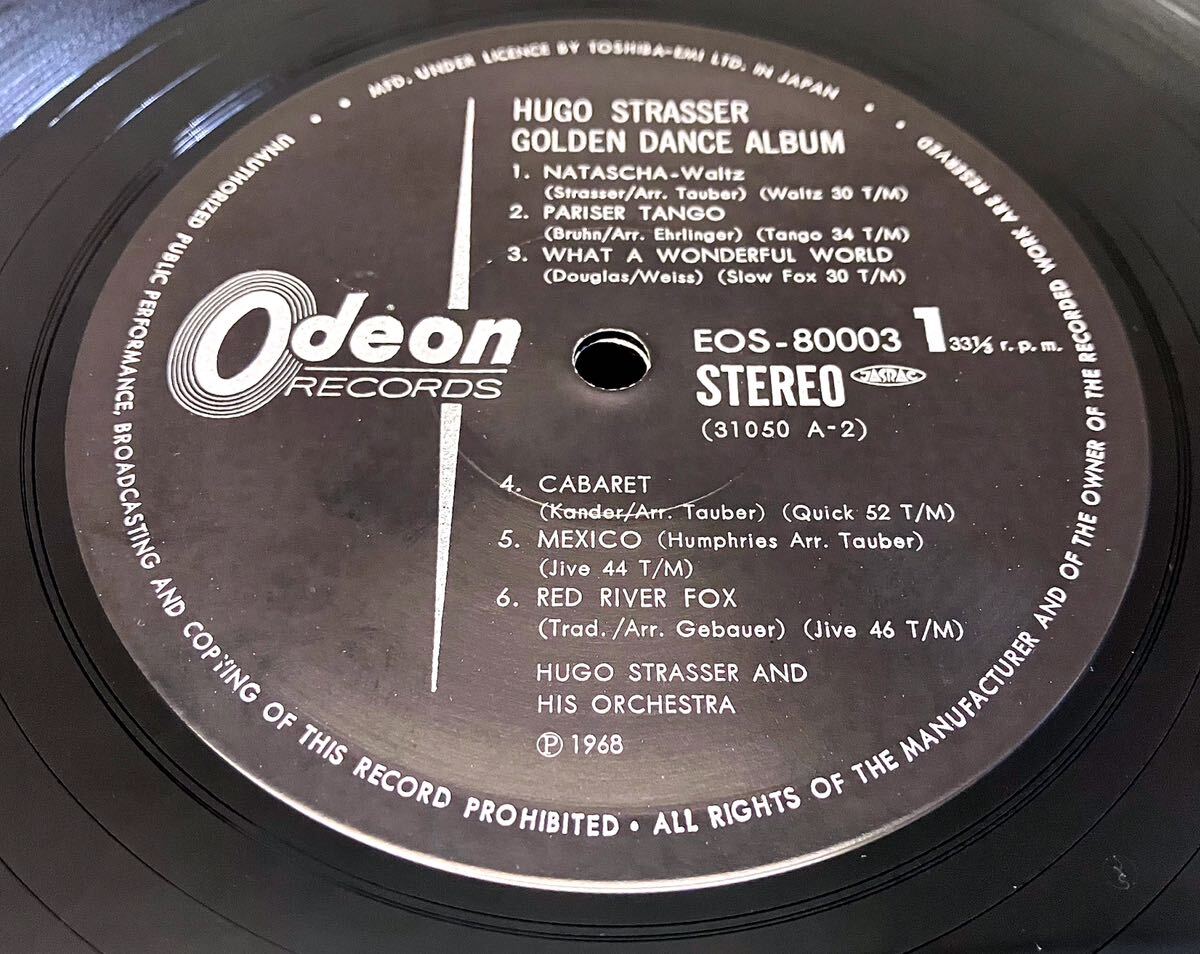 MFD. UNDER LICENCE BY TOSHIBA-EMI LTD. IN JAPAN
HUGO STRASSER
GOLDEN DANCE ALBUM
1. NATASCHA-Waltz
(Strasser/Arr. Tauber) (Waltz 30 T/M)
2. PARISER TANGO
(Bruhn/Arr. Ehrlinger) (Tango 34 T/M)
3. WHAT A WONDERFUL WORLD
(Douglas/Weiss) (Slow Fox 30 T/M)
Odeon
RECORDS
EOS-80003 1 33⅓ r.p.m.
STEREO JASRAC
(31050 A-2)
4. CABARET
(Kander/Arr. Tauber) (Quick 52 T/M)
5. MEXICO (Humphries Arr. Tauber)
(Jive 44 T/M)
6. RED RIVER FOX
(Trad./Arr. Gebauer) (Jive 46 T/M)
HUGO STRASSER AND
HIS ORCHESTRA
Ⓟ 1968
UNAUTHORIZED PUBLIC PERFORMANCE, BROADCASTING AND COPYING OF THIS RECORD PROHIBITED • ALL RIGHTS OF THE MANUFACTURER AND OF THE OWNER OF THE RECORDED WORK ARE RESERVED